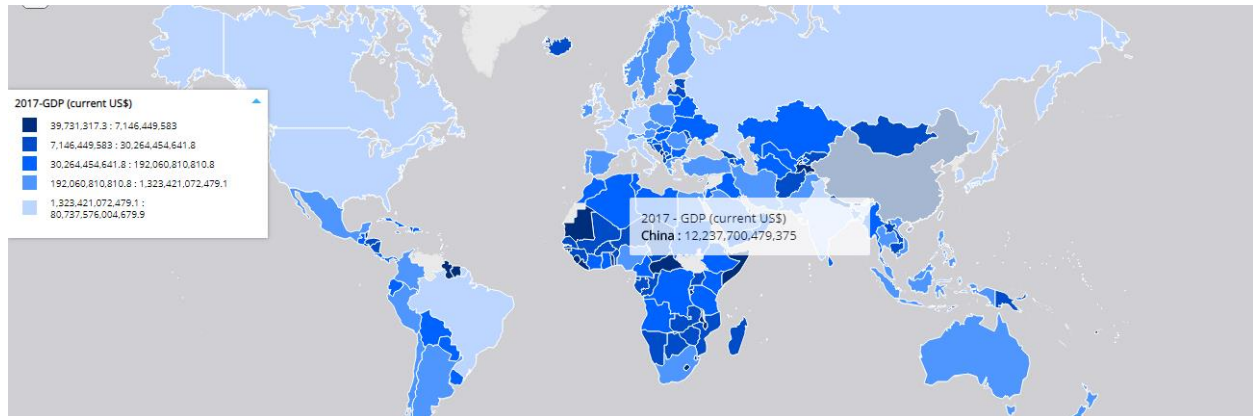 2017-GDP (current US$)
39,731,317.3 : 7,146,449,583
7,146,449,583 : 30,264,454,641.8
30,264,454,641.8 : 192,060,810,810.8
192,060,810,810.8 : 1,323,421,072,479.1
1,323,421,072,479.1 :
80,737,576,004,679.9
2017 - GDP (current US$)
China : 12,237,700,479,375